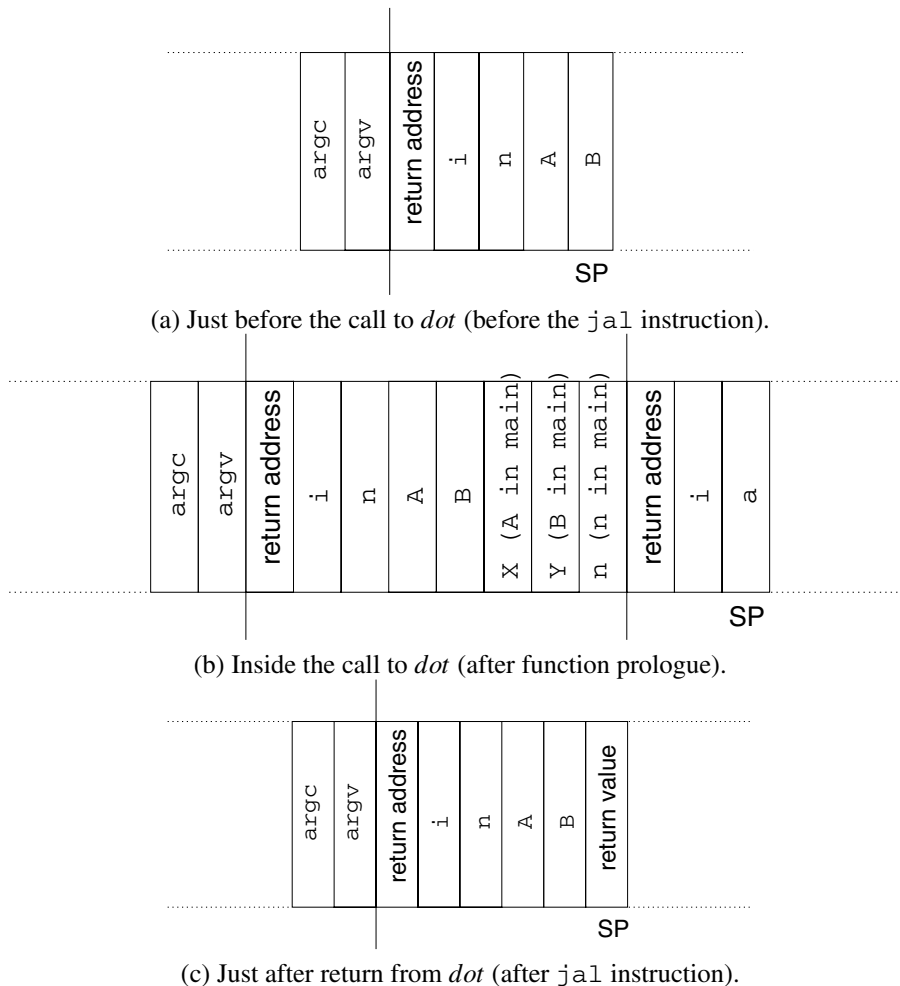 argc
argv
return address
i
n
A
B
SP
(a) Just before the call to dot (before the jal instruction).
argc
argv
return address
i
n
A
B
X (A in main)
Y (B in main)
n (n in main)
return address
i
a
SP
(b) Inside the call to dot (after function prologue).
argc
argv
return address
i
n
A
B
return value
SP
(c) Just after return from dot (after jal instruction).